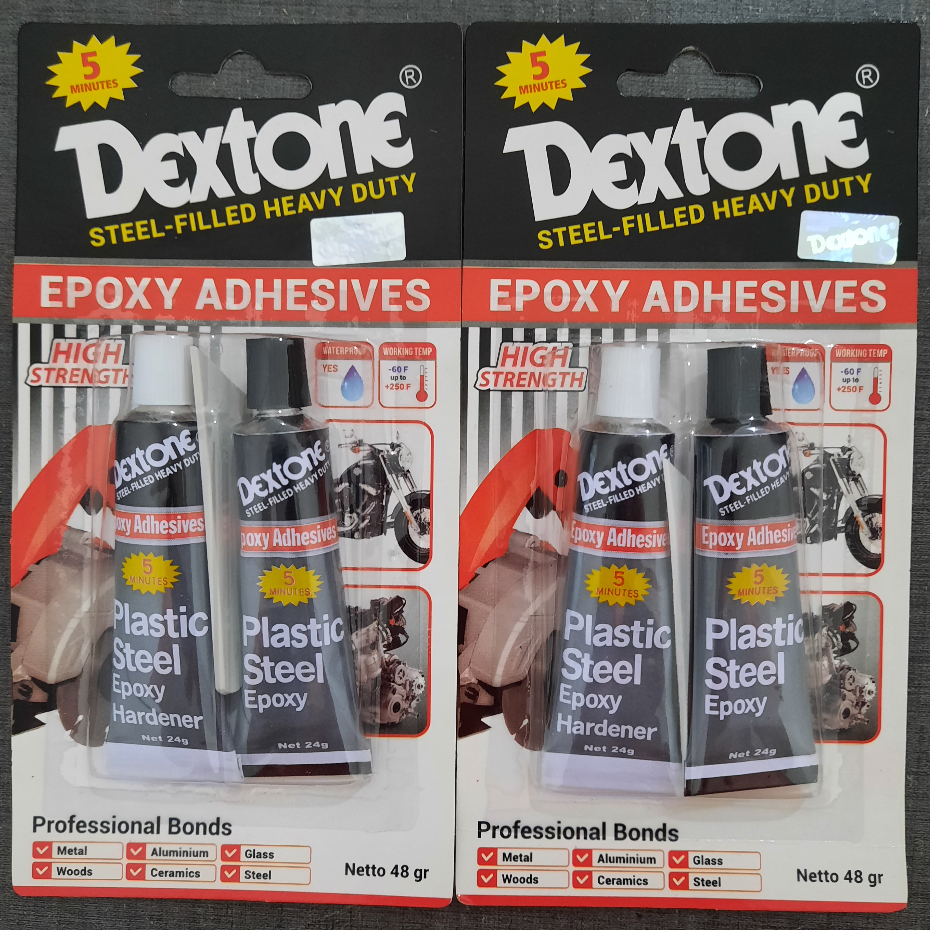 5
MINUTES
®
Dextone
STEEL-FILLED HEAVY DUTY
EPOXY ADHESIVES
HIGH
STRENGTH
WATERPROOF
YES
WORKING TEMP
-60 F
up to
+250 F
Dextone
STEEL-FILLED HEAVY DUTY
Epoxy Adhesives
5
MINUTES
Plastic
Steel
Epoxy
Hardener
Net 24g
Dextone
STEEL-FILLED HEAVY
Epoxy Adhesives
5
MINUTES
Plastic
Steel
Epoxy
Net 24g
Professional Bonds
Metal
Aluminium
Glass
Woods
Ceramics
Steel
Netto 48 gr
5
MINUTES
®
Dextone
STEEL-FILLED HEAVY DUTY
Dextone
EPOXY ADHESIVES
HIGH
STRENGTH
WATERPROOF
YES
WORKING TEMP
-60 F
up to
+250 F
Dextone
STEEL-FILLED HEAVY
Epoxy Adhesives
5
MINUTES
Plastic
Steel
Epoxy
Hardener
Net 24g
Dextone
STEEL-FILLED HEAVY
Epoxy Adhesives
5
MINUTES
Plastic
Steel
Epoxy
Net 24g
Professional Bonds
Metal
Aluminium
Glass
Woods
Ceramics
Steel
Netto 48 gr